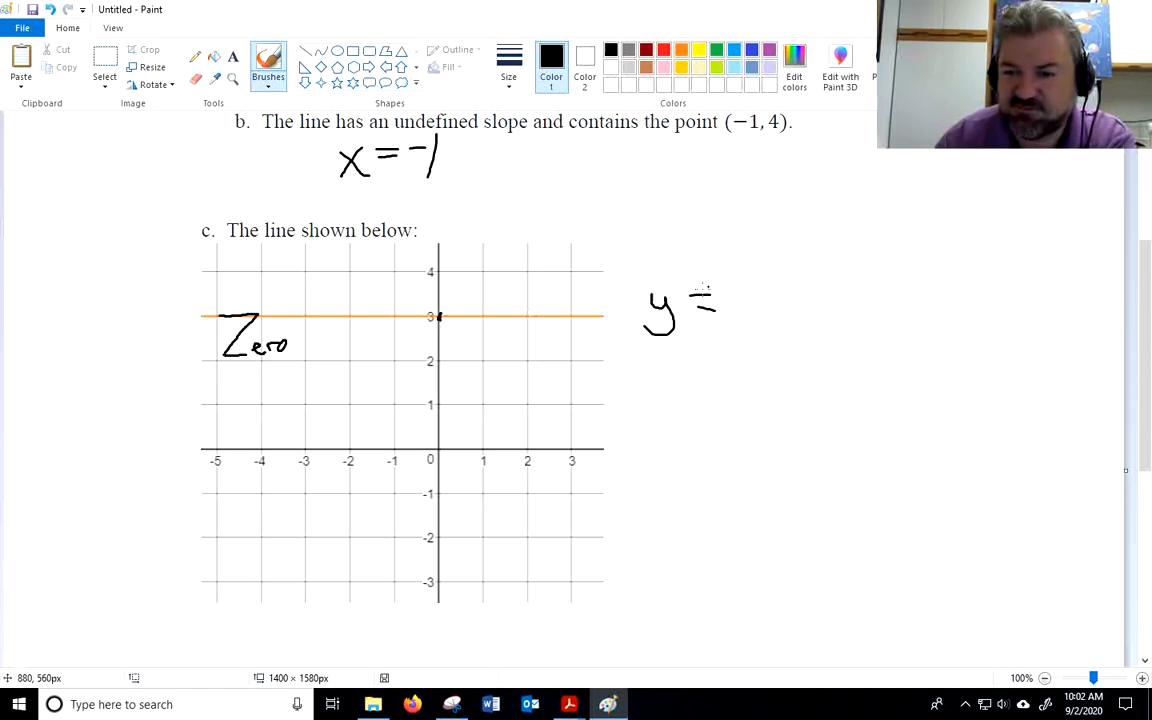 Untitled - Paint
File Home View
Cut
Copy
Paste
Clipboard
Select
Crop
Resize
Rotate
Image
Tools
Brushes
Shapes
Outline
Fill
Size
Color 1
Color 2
Colors
Edit colors
Edit with Paint 3D
b. The line has an undefined slope and contains the point (−1, 4).
x = -1
c. The line shown below:
4
3
Zero
2
1
-5 -4 -3 -2 -1 0 1 2 3
-1
-2
-3
y =
880, 560px
1400 × 1580px
100%
Type here to search
10:02 AM
9/2/2020